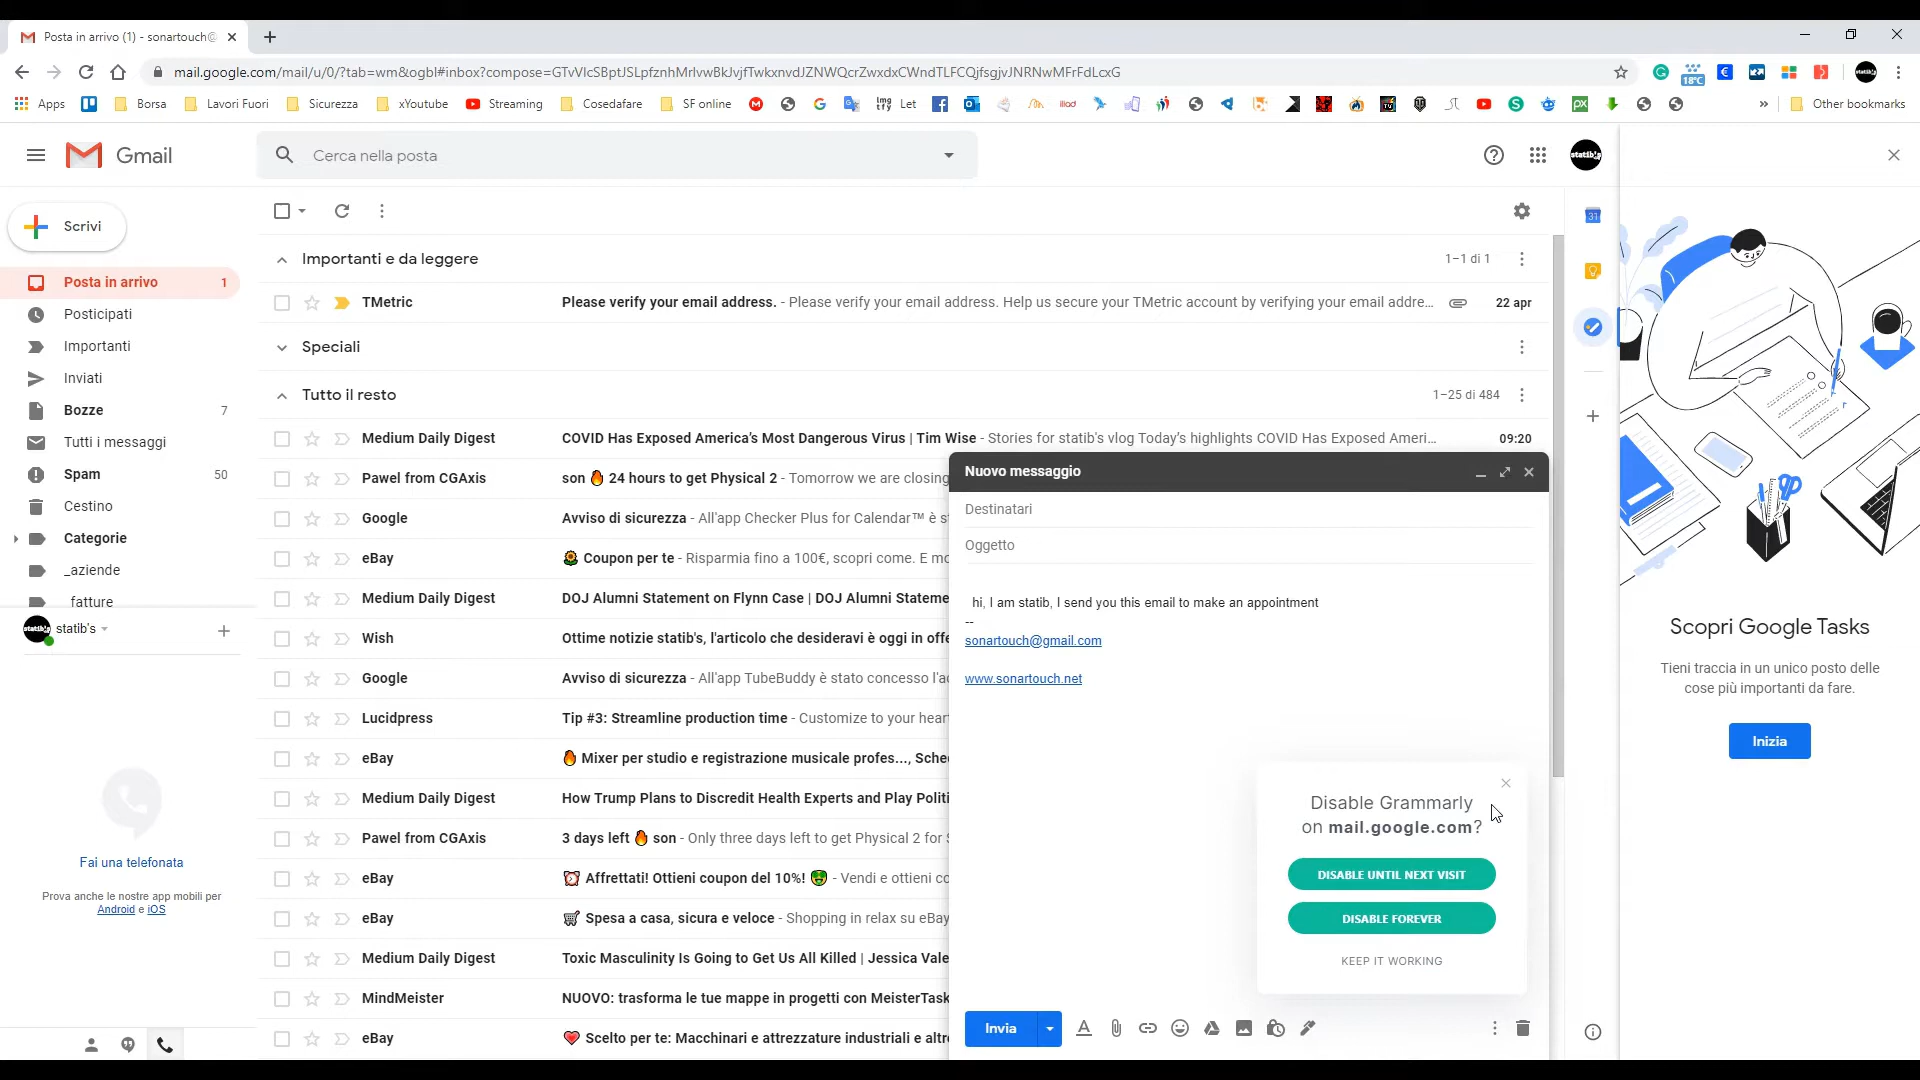 Posta in arrivo (1) - sonartouch@
mail.google.com/mail/u/0/?tab=wm&ogbl#inbox?compose=GTvVlcSBptJSLpfznhMrlvwBkJvjfTwkxnvdJZNWQcrZwxdxCWndTLFCQjfsgjvJNRNwMFrFdLcxG
18°C
Apps
Borsa
Lavori Fuori
Sicurezza
xYoutube
Streaming
Cosedafare
SF online
Let
»
Other bookmarks
Gmail
Cerca nella posta
statib's
Scrivi
Posta in arrivo 1
Posticipati
Importanti
Inviati
Bozze 7
Tutti i messaggi
Spam 50
Cestino
Categorie
_aziende
_fatture
statib's
Fai una telefonata
Prova anche le nostre app mobili per
Android e iOS
Importanti e da leggere 1–1 di 1
TMetric Please verify your email address. - Please verify your email address. Help us secure your TMetric account by verifying your email addre... 22 apr
Speciali
Tutto il resto 1–25 di 484
Medium Daily Digest COVID Has Exposed America's Most Dangerous Virus | Tim Wise - Stories for statib's vlog Today's highlights COVID Has Exposed Ameri... 09:20
Pawel from CGAxis son 🔥 24 hours to get Physical 2 - Tomorrow we are closing
Google Avviso di sicurezza - All'app Checker Plus for Calendar™ è s
eBay 🌻 Coupon per te - Risparmia fino a 100€, scopri come. E mo
Medium Daily Digest DOJ Alumni Statement on Flynn Case | DOJ Alumni Stateme
Wish Ottime notizie statib's, l'articolo che desideravi è oggi in offe
Google Avviso di sicurezza - All'app TubeBuddy è stato concesso l'a
Lucidpress Tip #3: Streamline production time - Customize to your hear
eBay 🔥 Mixer per studio e registrazione musicale profes..., Sche
Medium Daily Digest How Trump Plans to Discredit Health Experts and Play Politi
Pawel from CGAxis 3 days left 🔥 son - Only three days left to get Physical 2 for
eBay ⏰ Affrettati! Ottieni coupon del 10%! 🤑 - Vendi e ottieni co
eBay 🛒 Spesa a casa, sicura e veloce - Shopping in relax su eBay
Medium Daily Digest Toxic Masculinity Is Going to Get Us All Killed | Jessica Vale
MindMeister NUOVO: trasforma le tue mappe in progetti con MeisterTask
eBay ❤️ Scelto per te: Macchinari e attrezzature industriali e altr
Nuovo messaggio
Destinatari
Oggetto
hi, I am statib, I send you this email to make an appointment
--
sonartouch@gmail.com
www.sonartouch.net
Disable Grammarly
on mail.google.com?
DISABLE UNTIL NEXT VISIT
DISABLE FOREVER
KEEP IT WORKING
Invia
31
Scopri Google Tasks
Tieni traccia in un unico posto delle
cose più importanti da fare.
Inizia